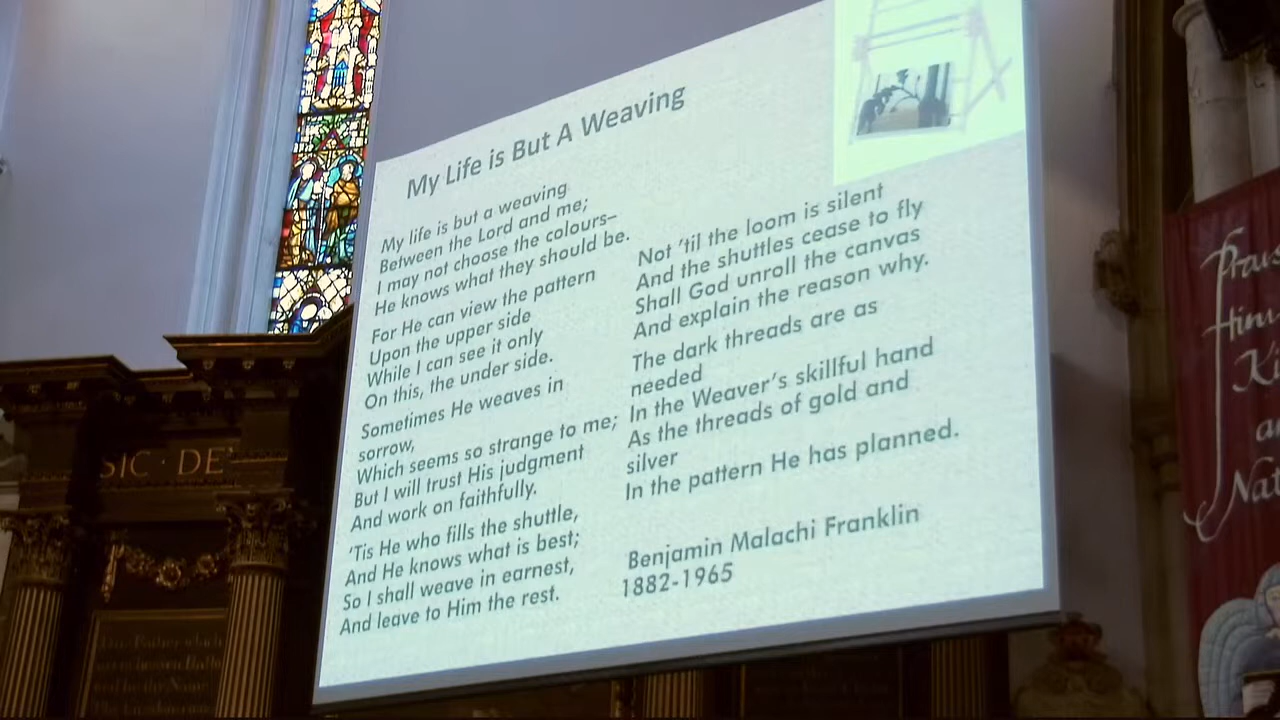 My Life is But A Weaving
My life is but a weaving
Between the Lord and me;
I may not choose the colours–
He knows what they should be.
For He can view the pattern
Upon the upper side
While I can see it only
On this, the under side.
Sometimes He weaves in
sorrow,
Which seems so strange to me;
But I will trust His judgment
And work on faithfully.
'Tis He who fills the shuttle,
And He knows what is best;
So I shall weave in earnest,
And leave to Him the rest.
Not 'til the loom is silent
And the shuttles cease to fly
Shall God unroll the canvas
And explain the reason why.
The dark threads are as
needed
In the Weaver's skillful hand
As the threads of gold and
silver
In the pattern He has planned.
Benjamin Malachi Franklin
1882-1965
SIC · DE
Father which
be thy Name
Praise
Him